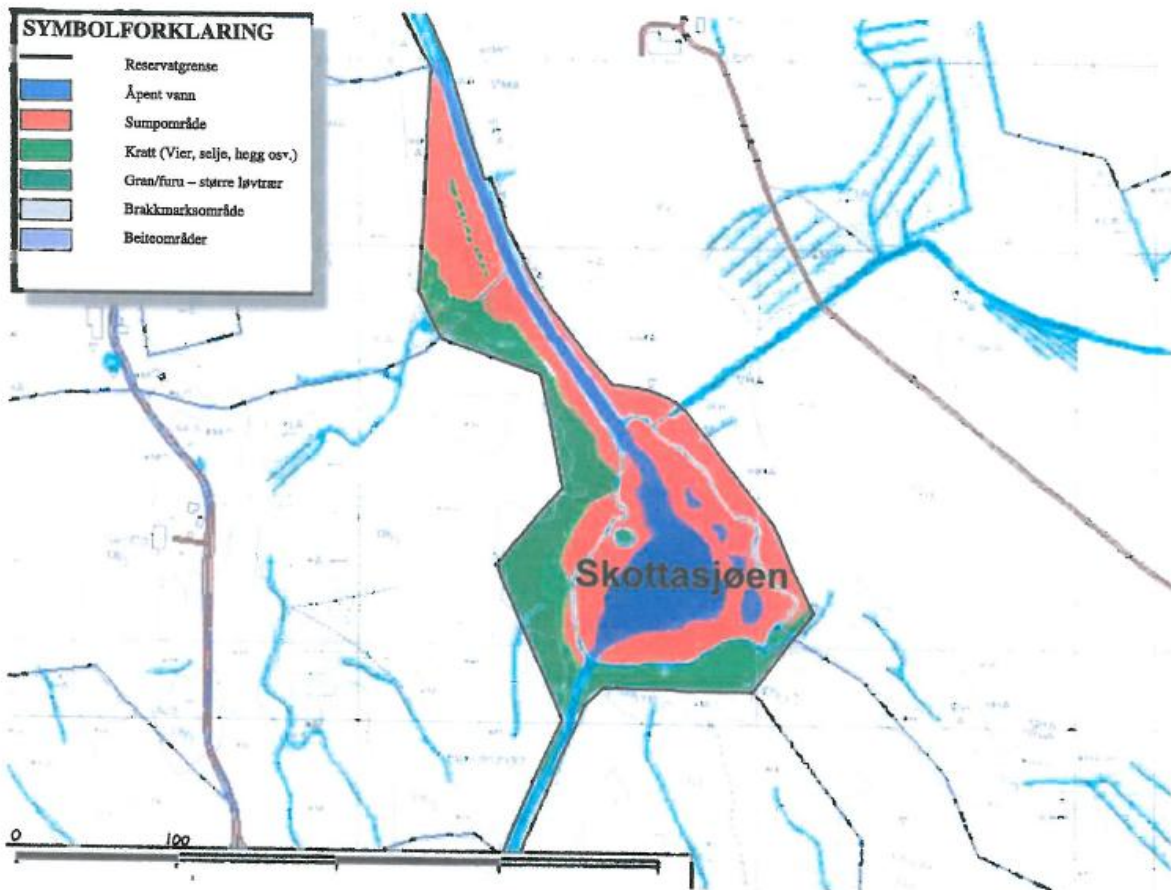 SYMBOLFORKLARING
Reservatgrense
Åpent vann
Sumpområde
Kratt (Vier, selje, hegg osv.)
Gran/furu – større løvtrær
Brakkmarksområde
Beiteområder
Skottasjøen
0 100